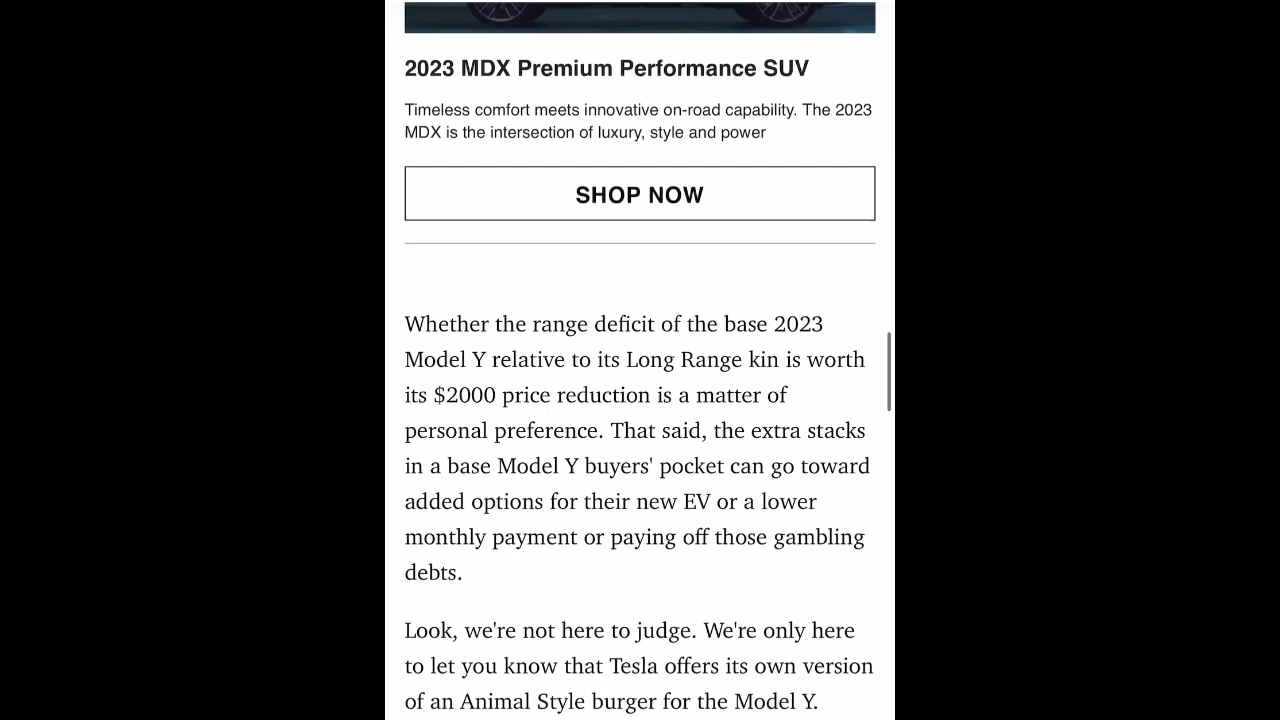 2023 MDX Premium Performance SUV
Timeless comfort meets innovative on-road capability. The 2023
MDX is the intersection of luxury, style and power
SHOP NOW
Whether the range deficit of the base 2023
Model Y relative to its Long Range kin is worth
its $2000 price reduction is a matter of
personal preference. That said, the extra stacks
in a base Model Y buyers' pocket can go toward
added options for their new EV or a lower
monthly payment or paying off those gambling
debts.
Look, we're not here to judge. We're only here
to let you know that Tesla offers its own version
of an Animal Style burger for the Model Y.